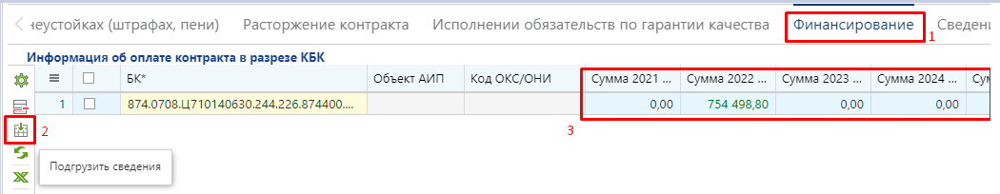 неустойках (штрафах, пени) Расторжение контракта Исполнении обязательств по гарантии качества Финансирование Сведени
1
Информация об оплате контракта в разрезе КБК
БК* Объект АИП Код ОКС/ОНИ Сумма 2021 ... Сумма 2022 ... Сумма 2023 ... Сумма 2024 ... Сум
1 874.0708.Ц710140630.244.226.874400.... 0,00 754 498,80 0,00 0,00
2 3
Подгрузить сведения